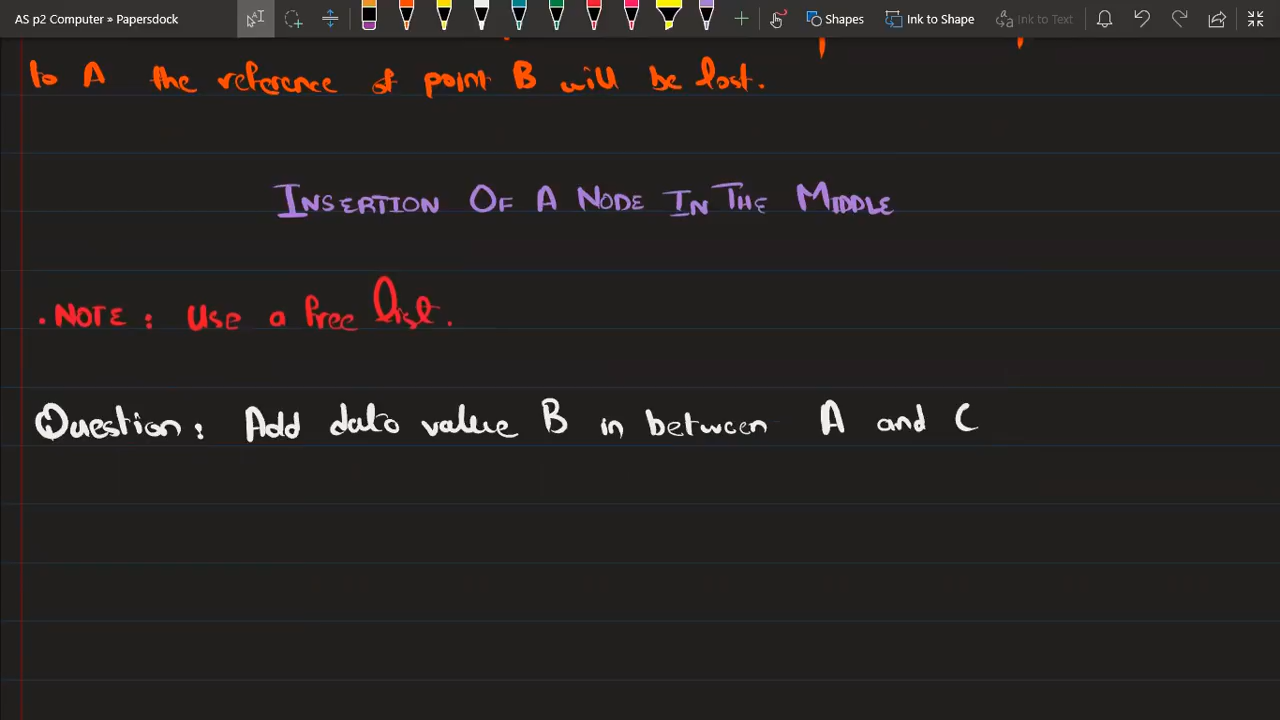 AS p2 Computer » Papersdock
Shapes
Ink to Shape
Ink to Text
to A the reference of point B will be lost.
INSERTION OF A NODE IN THE MIDDLE
. NOTE : Use a free list.
Question : Add data value B in between A and C